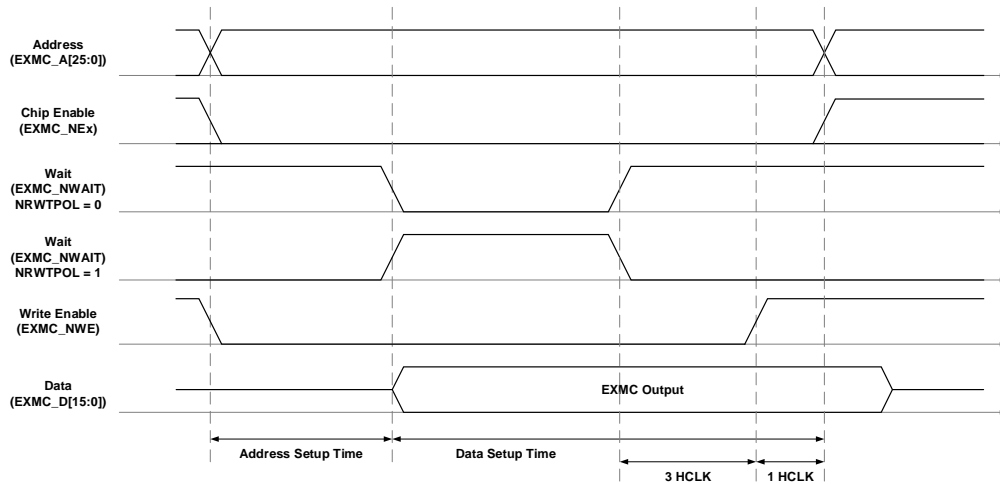 Address
(EXMC_A[25:0])
Chip Enable
(EXMC_NEx)
Wait
(EXMC_NWAIT)
NRWTPOL = 0
Wait
(EXMC_NWAIT)
NRWTPOL = 1
Write Enable
(EXMC_NWE)
Data
(EXMC_D[15:0])
EXMC Output
Address Setup Time
Data Setup Time
3 HCLK
1 HCLK